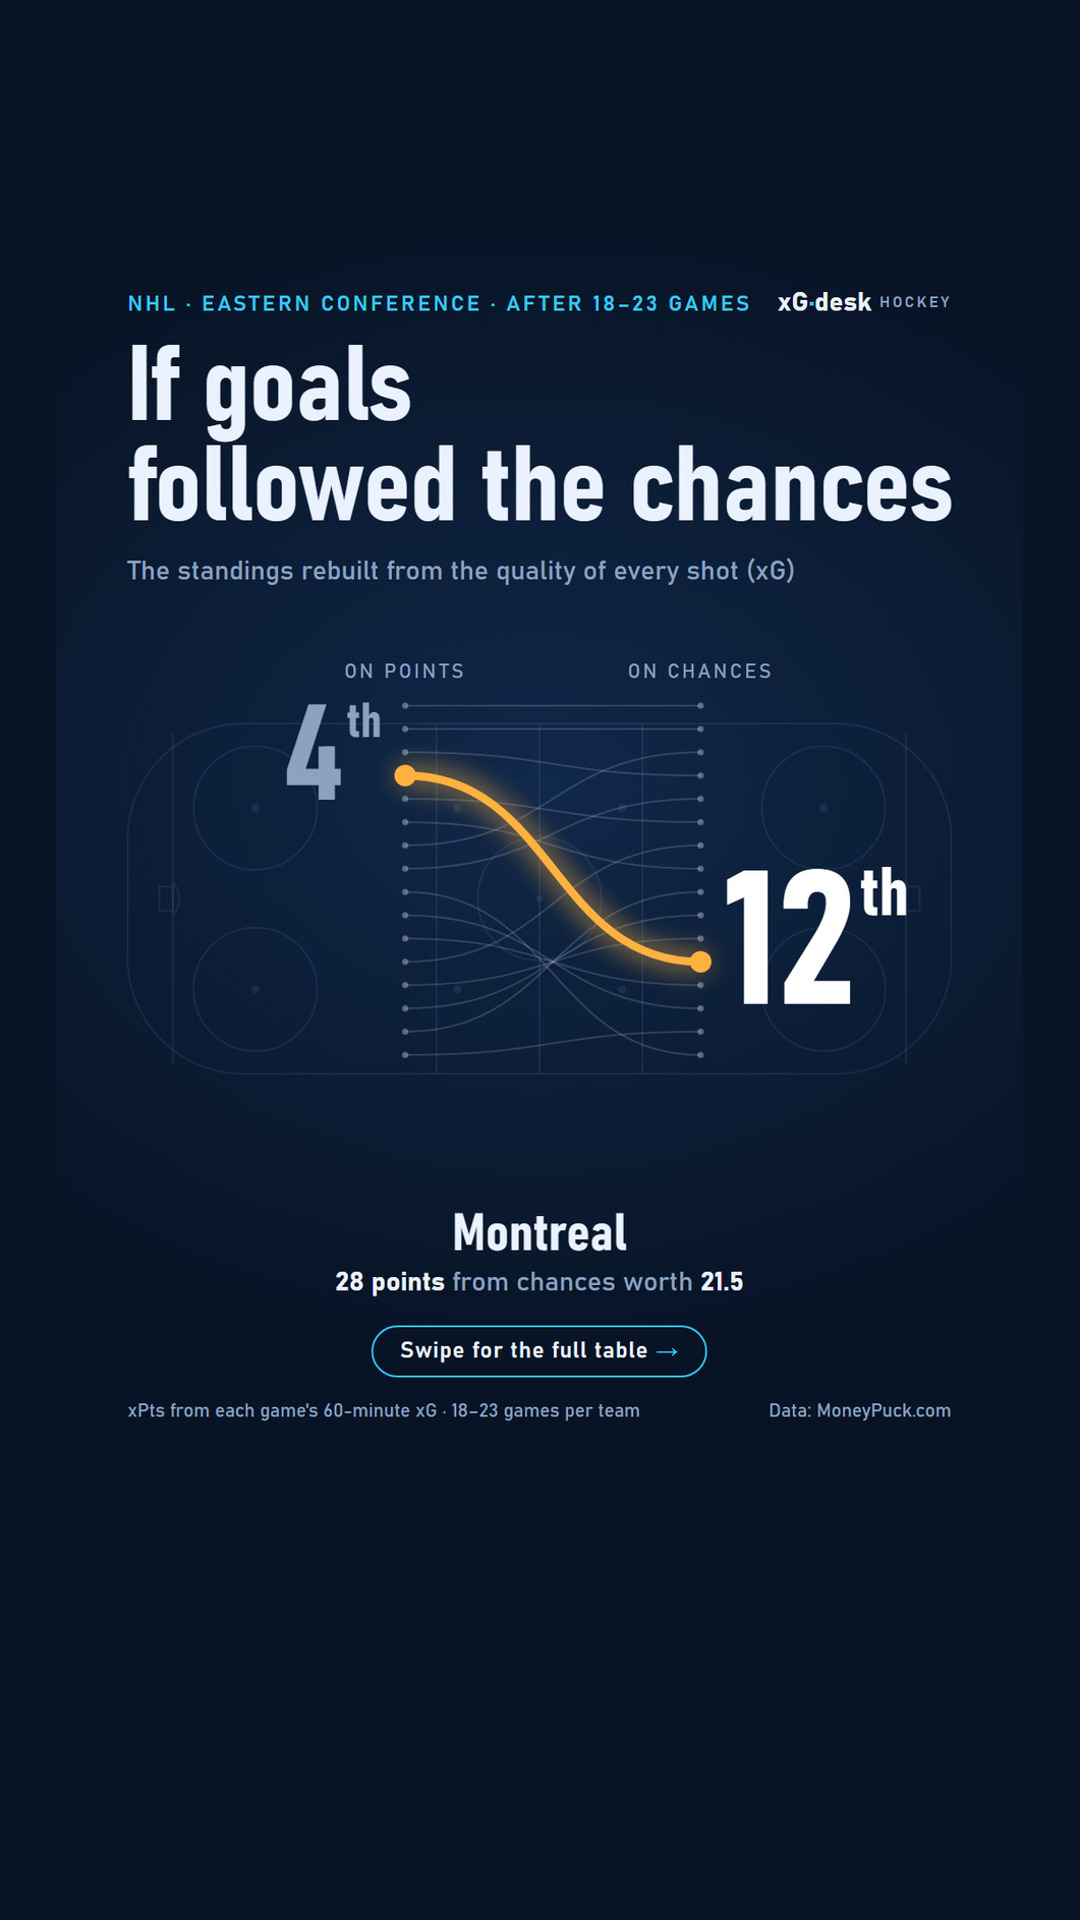 NHL · EASTERN CONFERENCE · AFTER 18–23 GAMES
xG·desk HOCKEY
If goals
followed the chances
The standings rebuilt from the quality of every shot (xG)
ON POINTS
ON CHANCES
4th
12th
Montreal
28 points from chances worth 21.5
Swipe for the full table →
xPts from each game's 60-minute xG · 18–23 games per team
Data: MoneyPuck.com